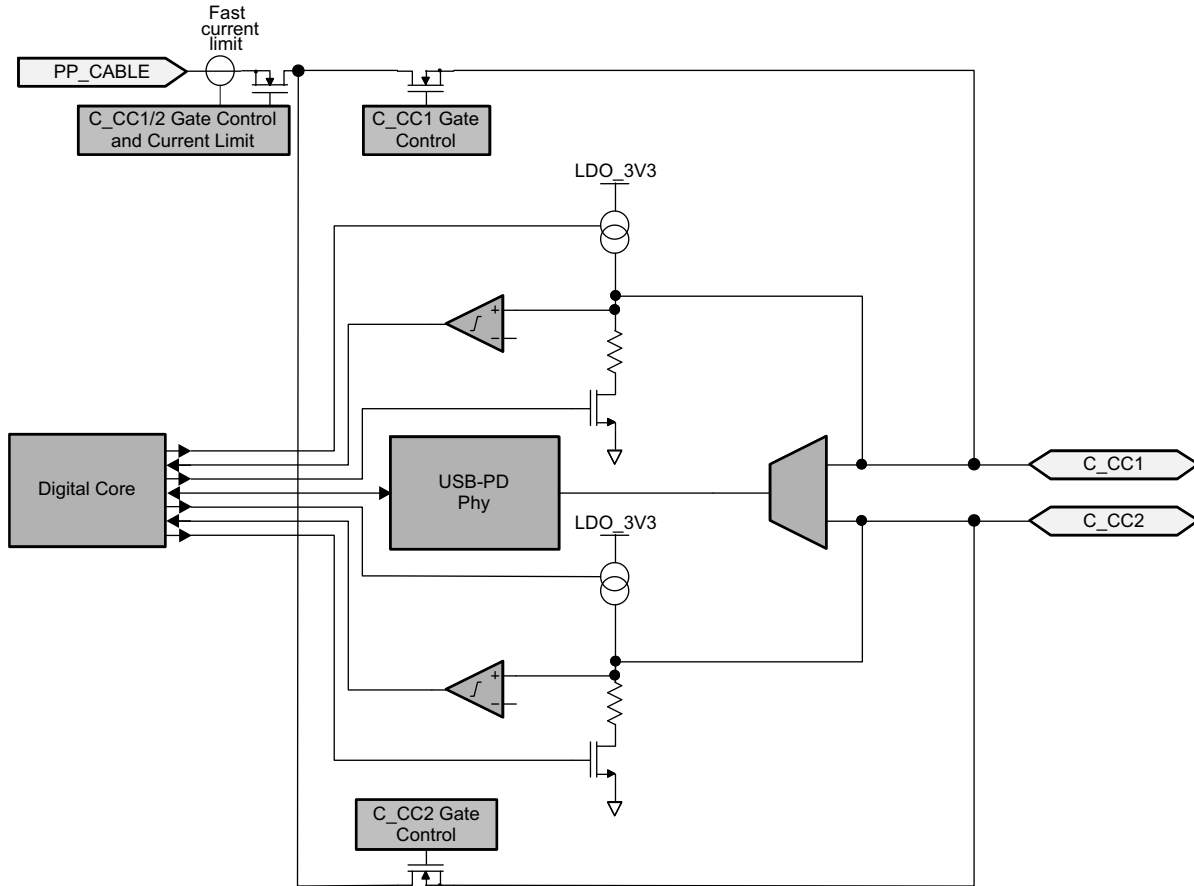 Fast
current
limit
PP_CABLE
C_CC1/2 Gate Control
and Current Limit
C_CC1 Gate
Control
LDO_3V3
+
−
Digital Core
USB-PD
Phy
C_CC1
C_CC2
LDO_3V3
+
−
C_CC2 Gate
Control